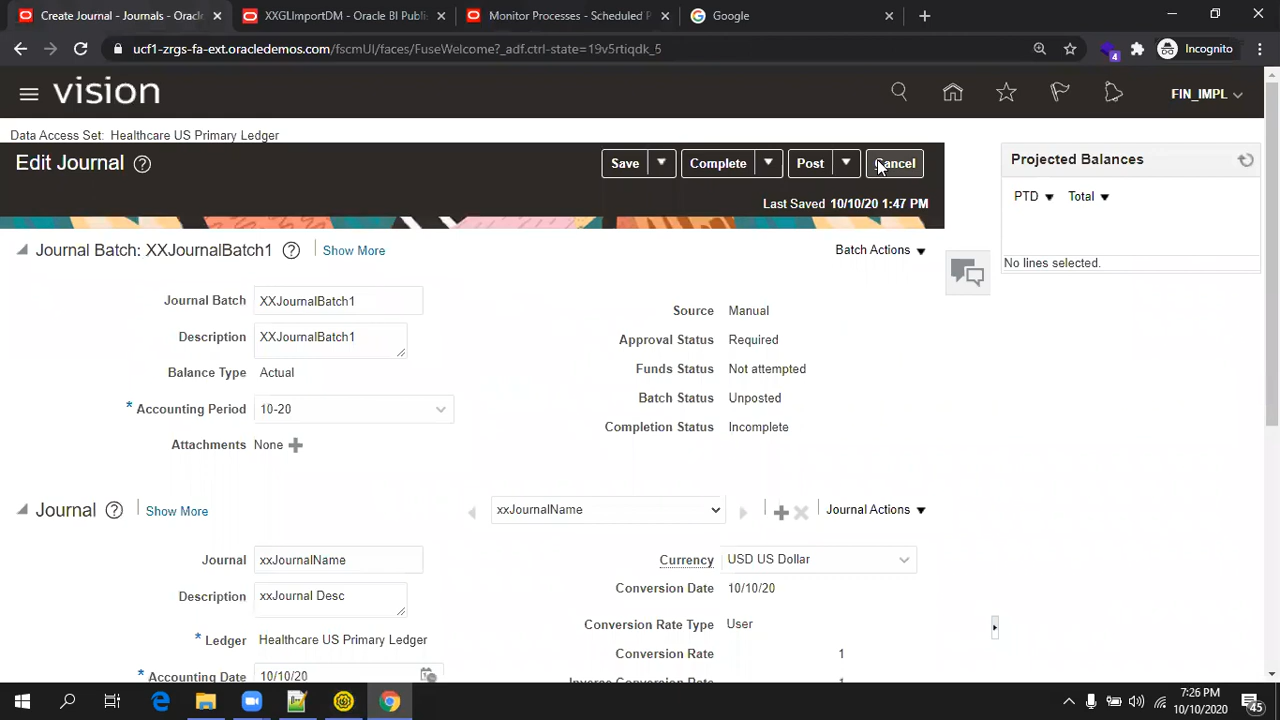 Create Journal - Journals - Oracle
XXGLImportDM - Oracle BI Publis
Monitor Processes - Scheduled P
Google
ucf1-zrgs-fa-ext.oracledemos.com/fscmUI/faces/FuseWelcome?_adf.ctrl-state=19v5rtiqdk_5
4
Incognito
vision
FIN_IMPL
Data Access Set: Healthcare US Primary Ledger
Edit Journal
Save
Complete
Post
Cancel
Last Saved 10/10/20 1:47 PM
Projected Balances
PTD
Total
No lines selected.
Journal Batch: XXJournalBatch1
Show More
Batch Actions
Journal Batch XXJournalBatch1
Description XXJournalBatch1
Balance Type Actual
* Accounting Period 10-20
Attachments None
Source Manual
Approval Status Required
Funds Status Not attempted
Batch Status Unposted
Completion Status Incomplete
Journal
Show More
xxJournalName
Journal Actions
Journal xxJournalName
Description xxJournal Desc
* Ledger Healthcare US Primary Ledger
* Accounting Date 10/10/20
Currency USD US Dollar
Conversion Date 10/10/20
Conversion Rate Type User
Conversion Rate 1
Inverse Conversion Rate 1
7:26 PM
10/10/2020
45